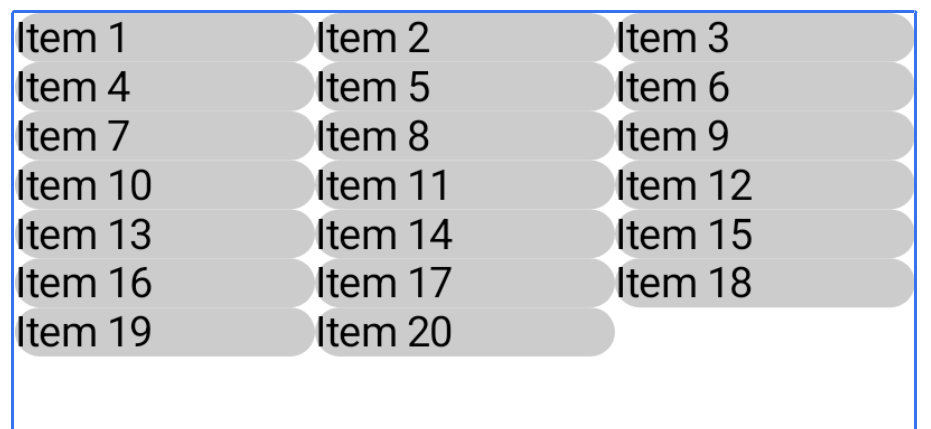 Item 1 Item 2 Item 3
Item 4 Item 5 Item 6
Item 7 Item 8 Item 9
Item 10 Item 11 Item 12
Item 13 Item 14 Item 15
Item 16 Item 17 Item 18
Item 19 Item 20